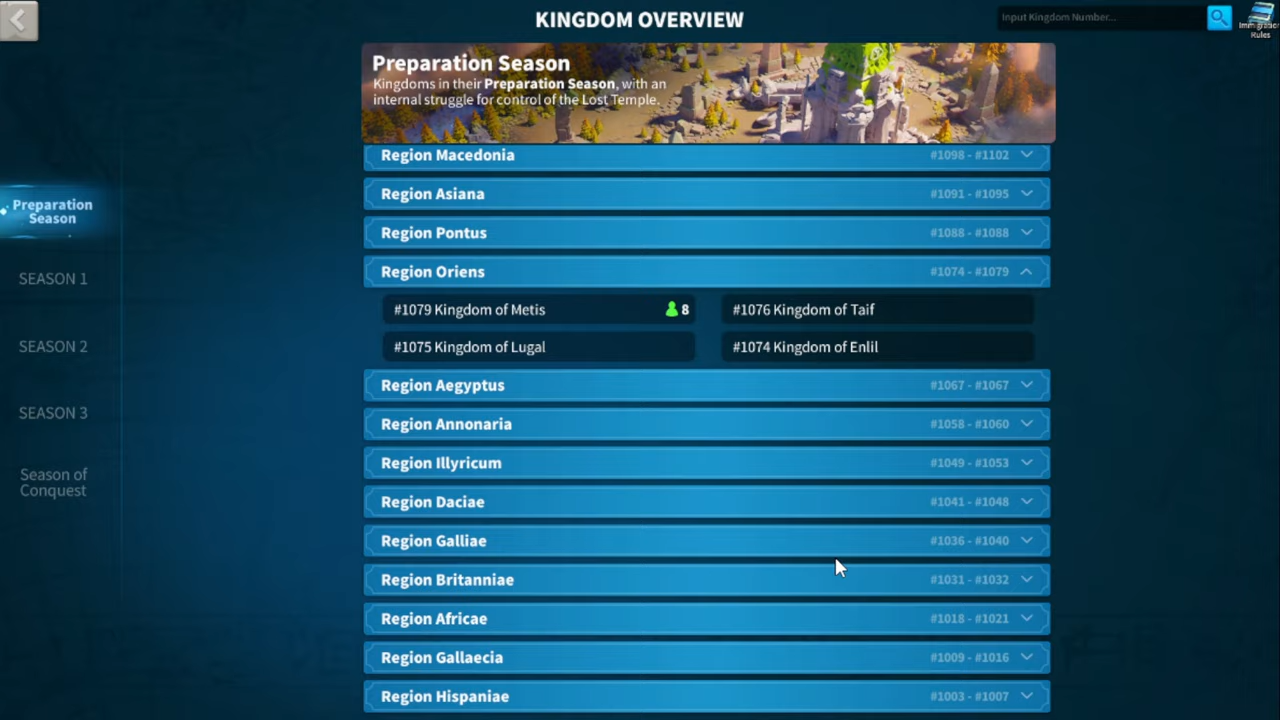 KINGDOM OVERVIEW
Input Kingdom Number...
Immigration
Rules
Preparation Season
Kingdoms in their Preparation Season, with an
internal struggle for control of the Lost Temple.
Preparation
Season
SEASON 1
SEASON 2
SEASON 3
Season of
Conquest
Region Macedonia #1098 - #1102
Region Asiana #1091 - #1095
Region Pontus #1088 - #1088
Region Oriens #1074 - #1079
#1079 Kingdom of Metis 8 #1076 Kingdom of Taif
#1075 Kingdom of Lugal #1074 Kingdom of Enlil
Region Aegyptus #1067 - #1067
Region Annonaria #1058 - #1060
Region Illyricum #1049 - #1053
Region Daciae #1041 - #1048
Region Galliae #1036 - #1040
Region Britanniae #1031 - #1032
Region Africae #1018 - #1021
Region Gallaecia #1009 - #1016
Region Hispaniae #1003 - #1007